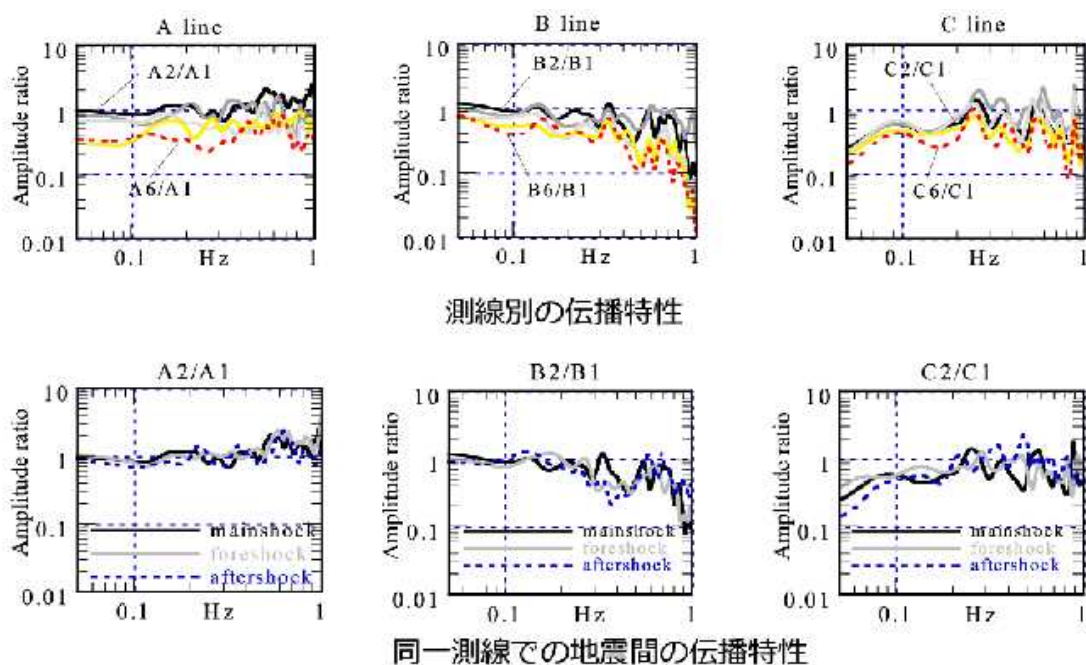 A line
B line
C line
Amplitude ratio
10
1
0.1
0.01
A2/A1
A6/A1
0.1
Hz
1
Amplitude ratio
10
1
0.1
0.01
B2/B1
B6/B1
0.1
Hz
1
Amplitude ratio
10
1
0.1
0.01
C2/C1
C6/C1
0.1
Hz
1
測線別の伝播特性
A2/A1
B2/B1
C2/C1
Amplitude ratio
10
1
0.1
0.01
mainshock
foreshock
aftershock
0.1
Hz
1
Amplitude ratio
10
1
0.1
0.01
mainshock
foreshock
aftershock
0.1
Hz
1
Amplitude ratio
10
1
0.1
0.01
mainshock
foreshock
aftershock
0.1
Hz
1
同一測線での地震間の伝播特性